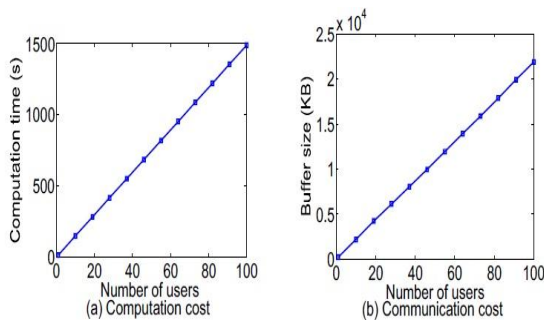 1500
1000
500
0
Computation time (s)
0 20 40 60 80 100
Number of users
(a) Computation cost
2.5 x 10^4
2
1.5
1
0.5
0
Buffer size (KB)
0 20 40 60 80 100
Number of users
(b) Communication cost